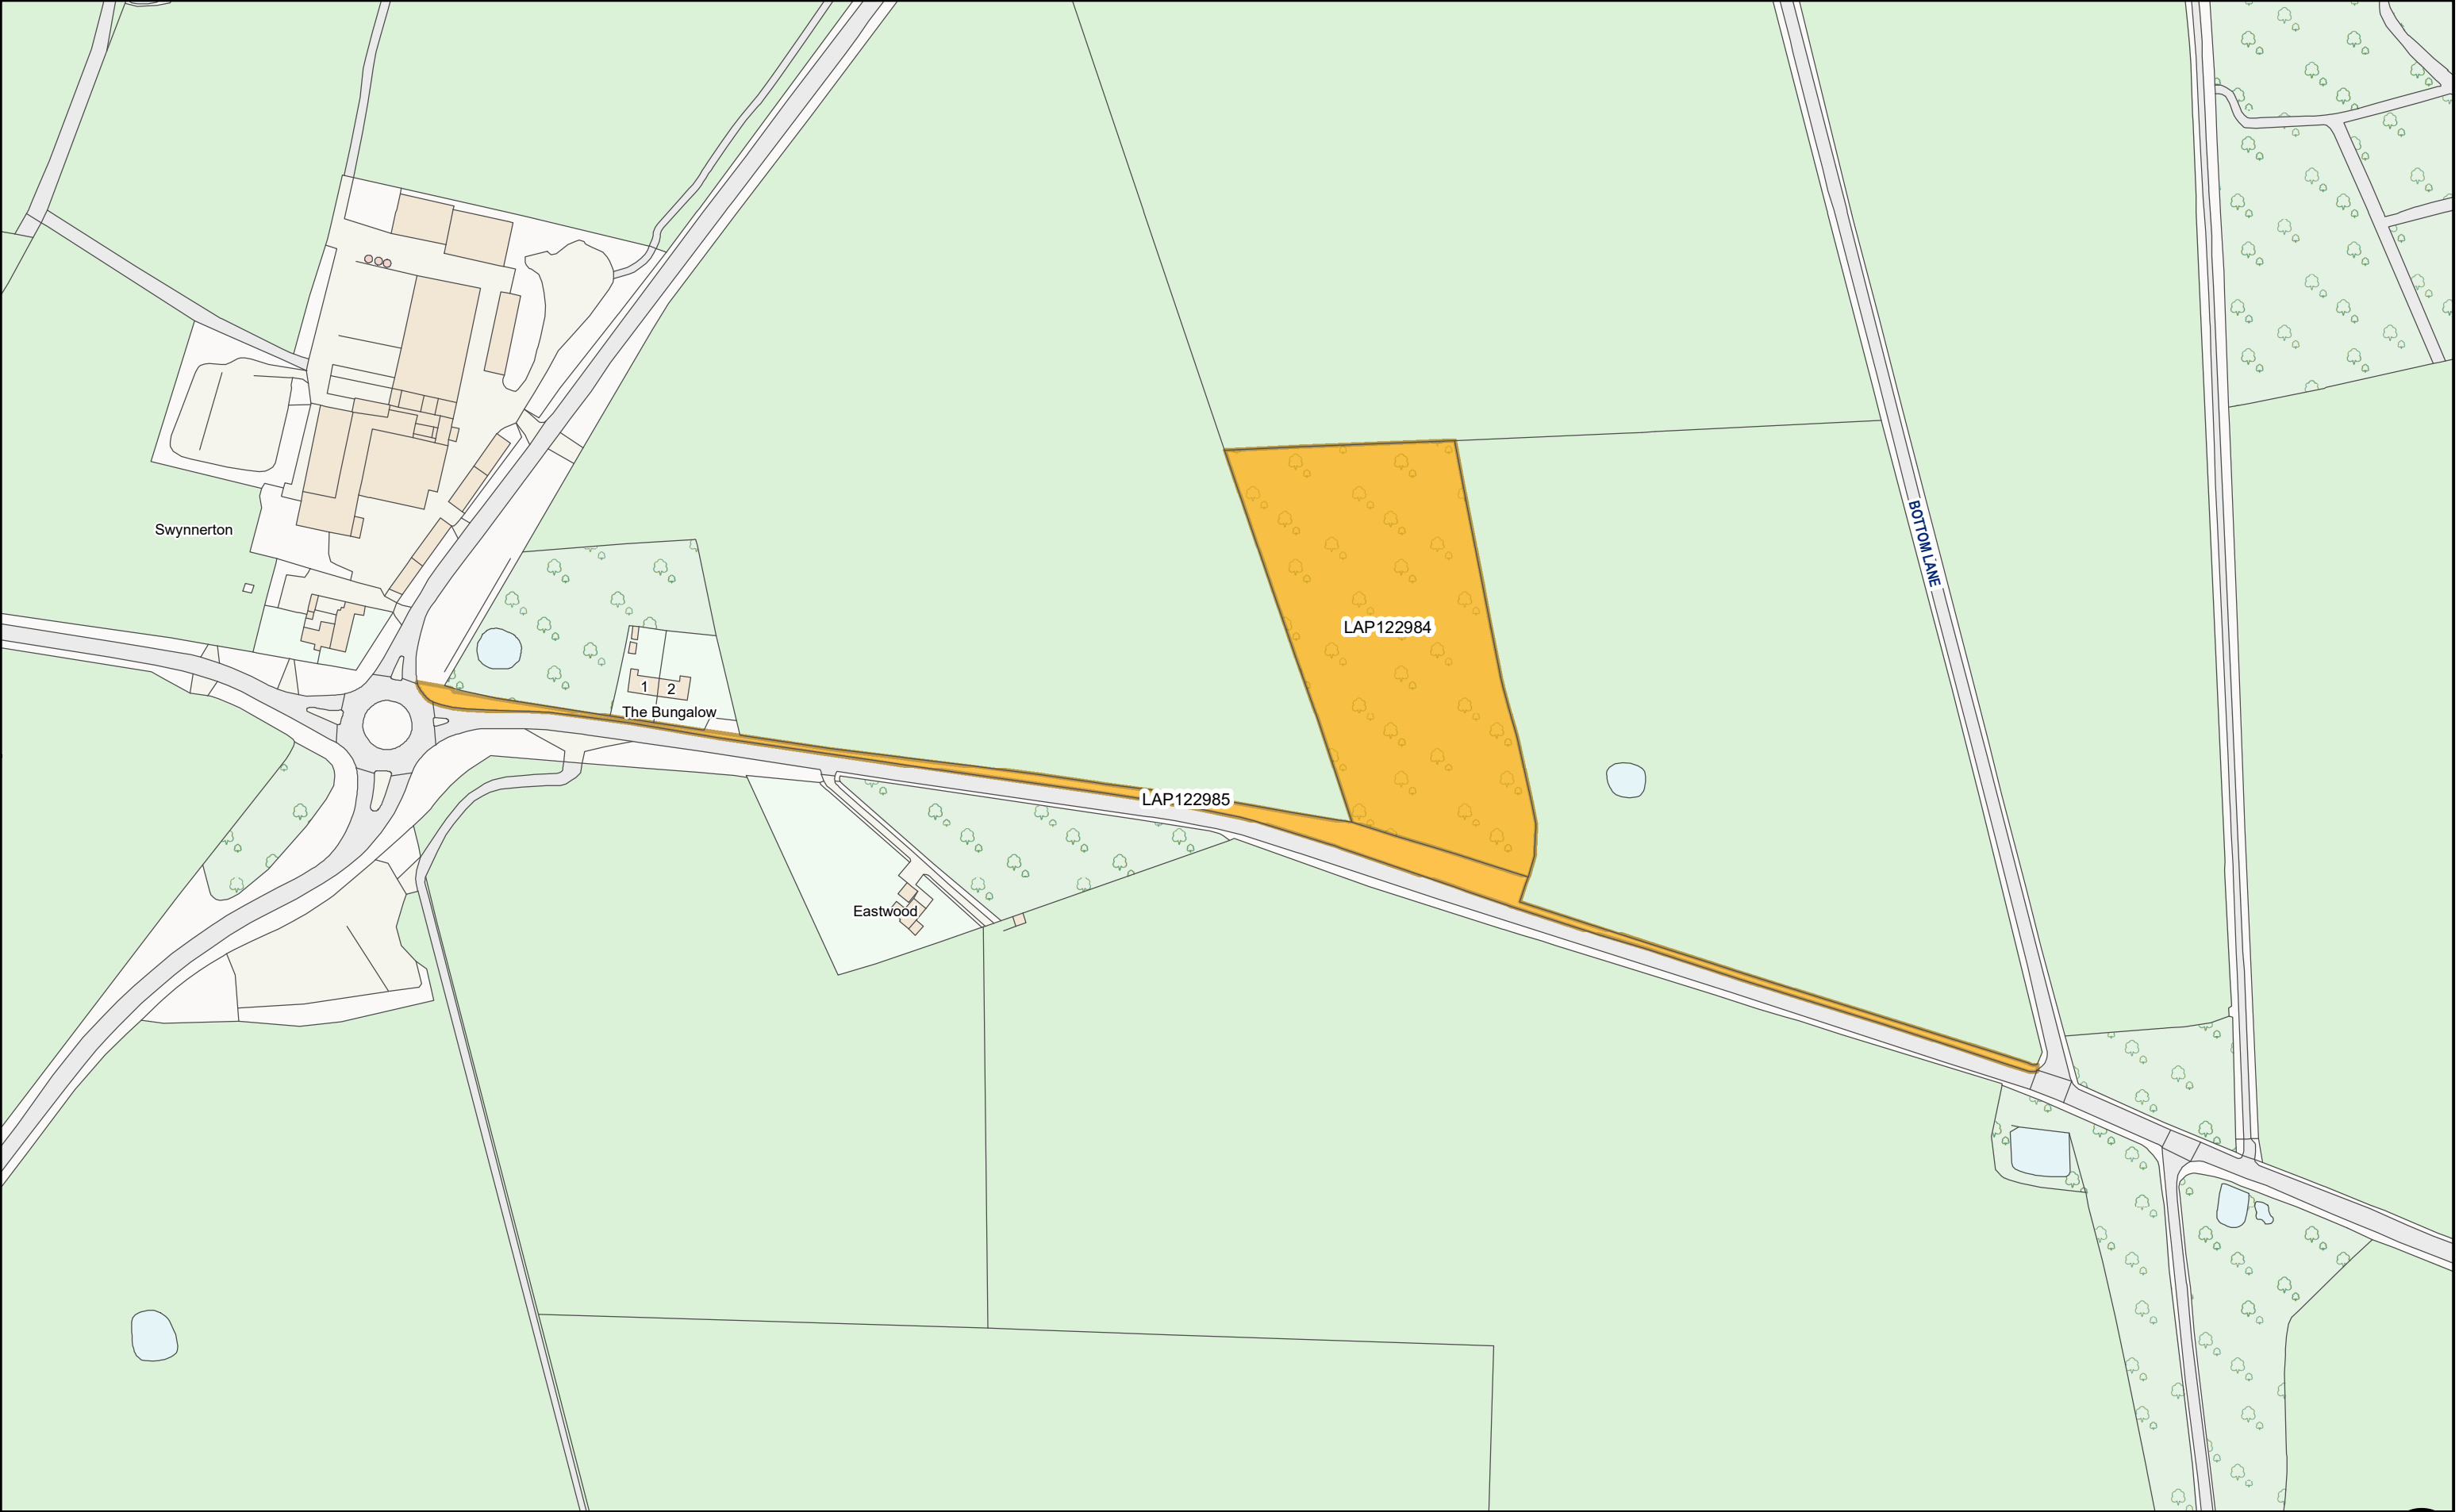 BOTTOM LANE
Swynnerton
LAP122984
1 2
The Bungalow
LAP122985
Eastwood